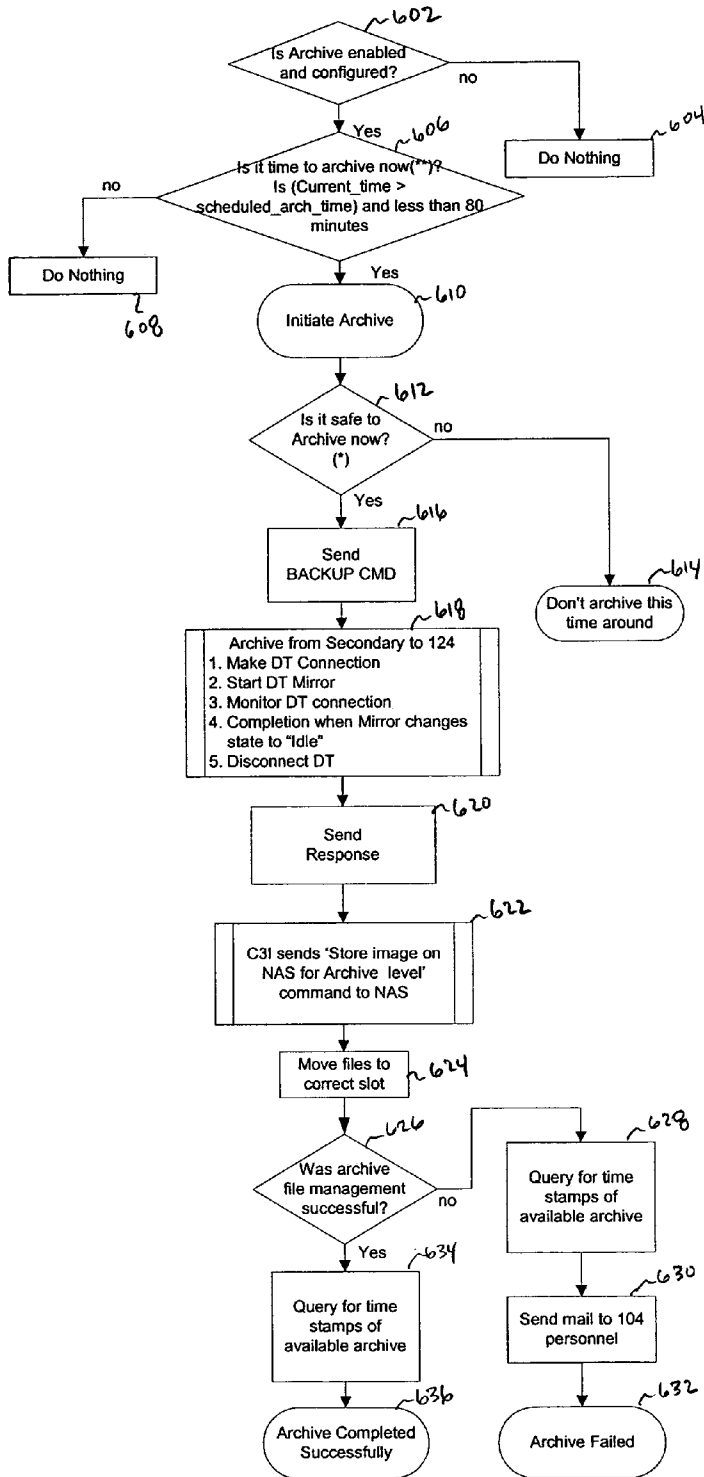 602
Is Archive enabled
and configured?
no
604
Do Nothing
Yes
606
Is it time to archive now(**)?
Is (Current_time >
scheduled_arch_time) and less than 80
minutes
no
Do Nothing
608
Yes
610
Initiate Archive
612
Is it safe to
Archive now?
(*)
no
Yes
614
Don't archive this
time around
616
Send
BACKUP CMD
618
Archive from Secondary to 124
1. Make DT Connection
2. Start DT Mirror
3. Monitor DT connection
4. Completion when Mirror changes
state to "Idle"
5. Disconnect DT
620
Send
Response
622
C3I sends 'Store image on
NAS for Archive level'
command to NAS
Move files to
correct slot
624
626
Was archive
file management
successful?
no
Yes
628
Query for time
stamps of
available archive
630
Send mail to 104
personnel
632
Archive Failed
634
Query for time
stamps of
available archive
636
Archive Completed
Successfully